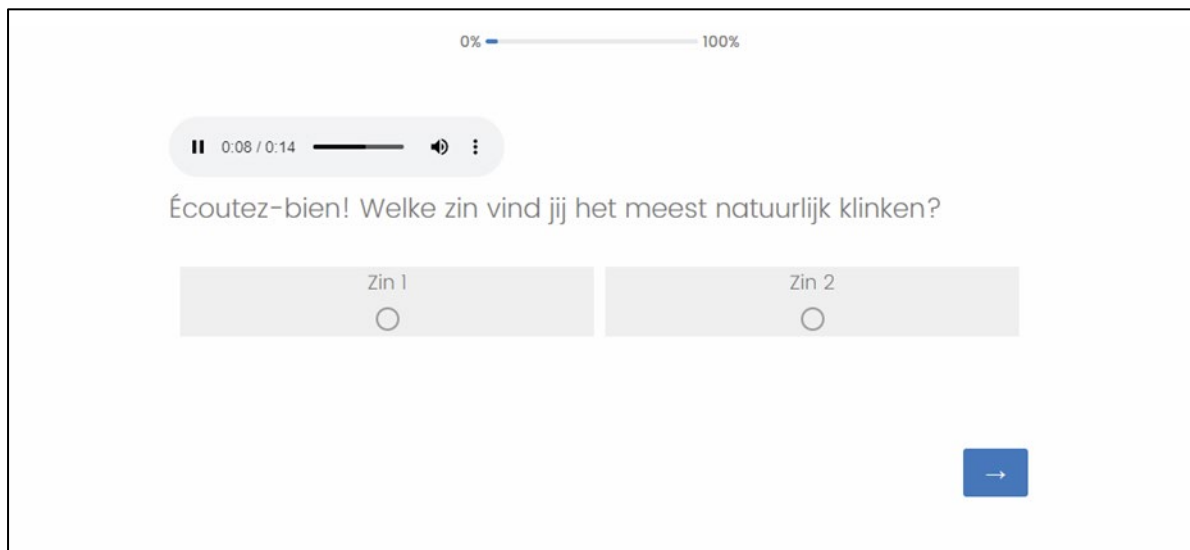 0% 100%
0:08 / 0:14
Écoutez-bien! Welke zin vind jij het meest natuurlijk klinken?
Zin 1 Zin 2
→